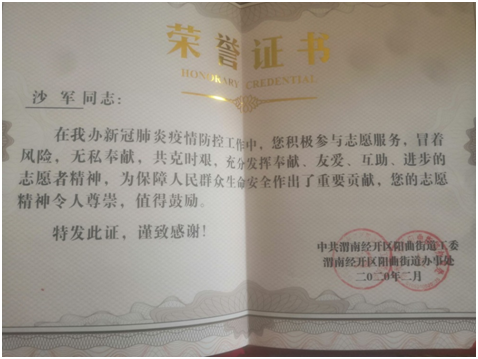 荣誉证书
HONORARY CREDENTIAL
沙军同志：
在我办新冠肺炎疫情防控工作中，您积极参与志愿服务，冒着
风险，无私奉献，共克时艰，充分发挥奉献、友爱、互助、进步的
志愿者精神，为保障人民群众生命安全作出了重要贡献，您的志愿
精神令人尊崇，值得鼓励。
特发此证，谨致感谢！
中共渭南经开区阳曲街道工委
渭南经开区阳曲街道办事处
二〇二〇年二月